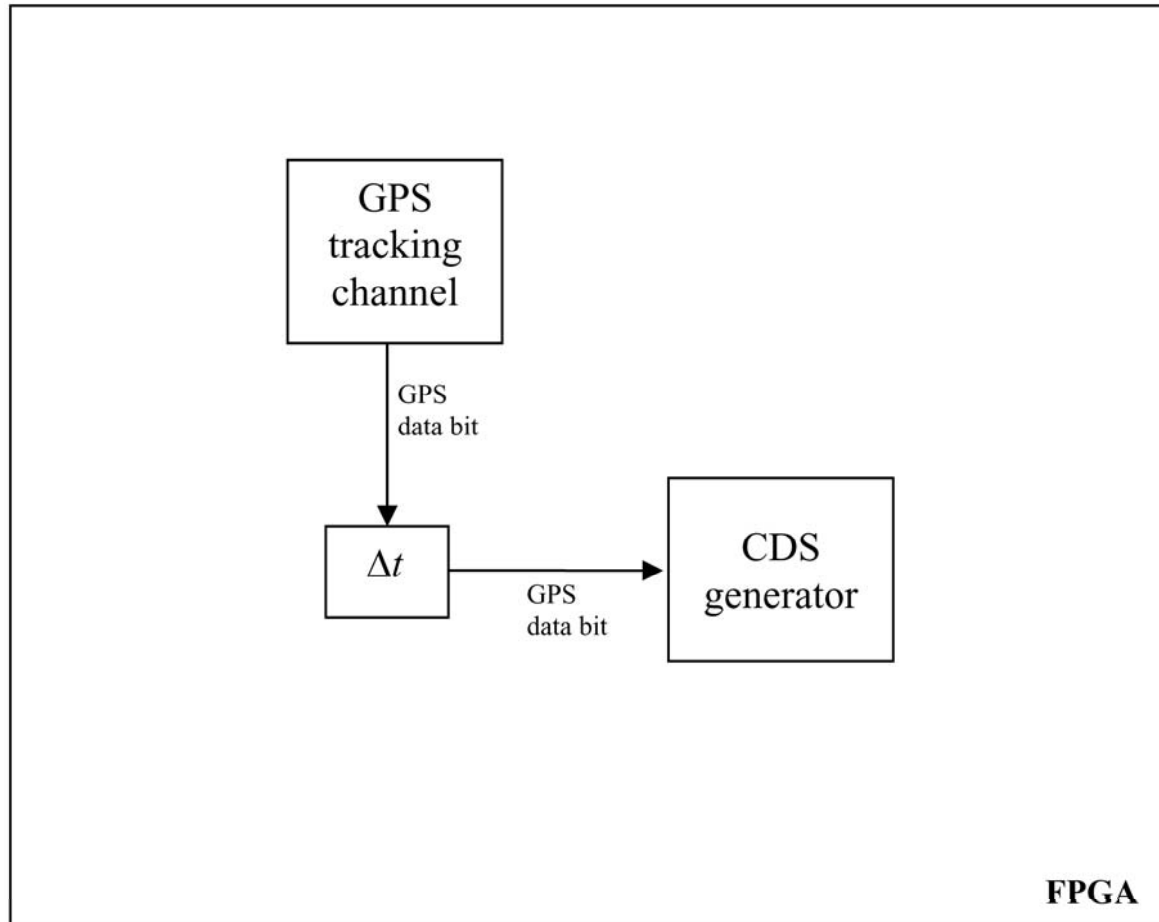 GPS
tracking
channel
GPS
data bit
Δt
GPS
data bit
CDS
generator
FPGA